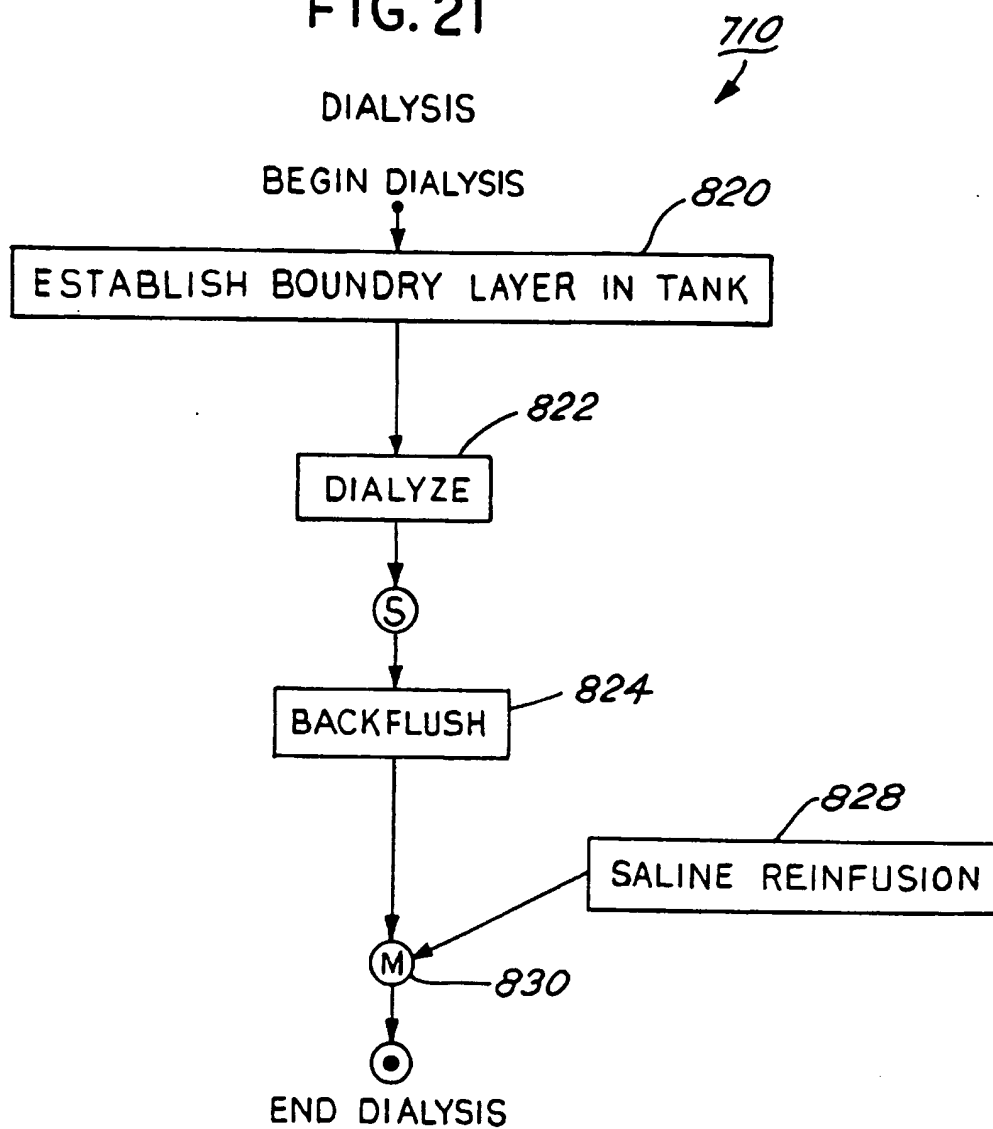 FIG. 21
710
DIALYSIS
BEGIN DIALYSIS
820
ESTABLISH BOUNDRY LAYER IN TANK
822
DIALYZE
S
824
BACKFLUSH
828
SALINE REINFUSION
M
830
END DIALYSIS